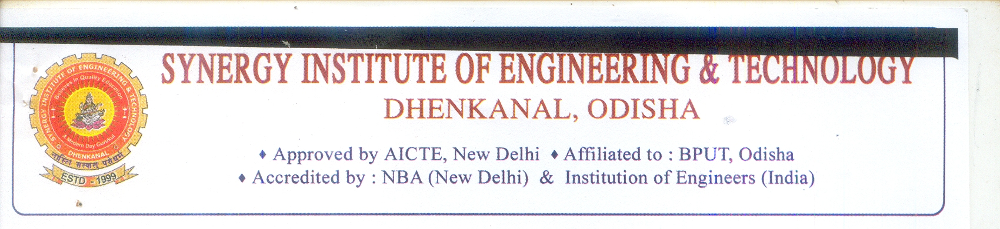 SYNERGY INSTITUTE OF ENGINEERING & TECHNOLOGY
DHENKANAL, ODISHA
♦ Approved by AICTE, New Delhi ♦ Affiliated to : BPUT, Odisha
♦ Accredited by : NBA (New Delhi) & Institution of Engineers (India)
SYNERGY INSTITUTE OF ENGINEERING & TECHNOLOGY
Believes in Quality Education
A Modern Day Gurukul
DHENKANAL
नास्ति सत्यात् परोधर्म
ESTD - 1999